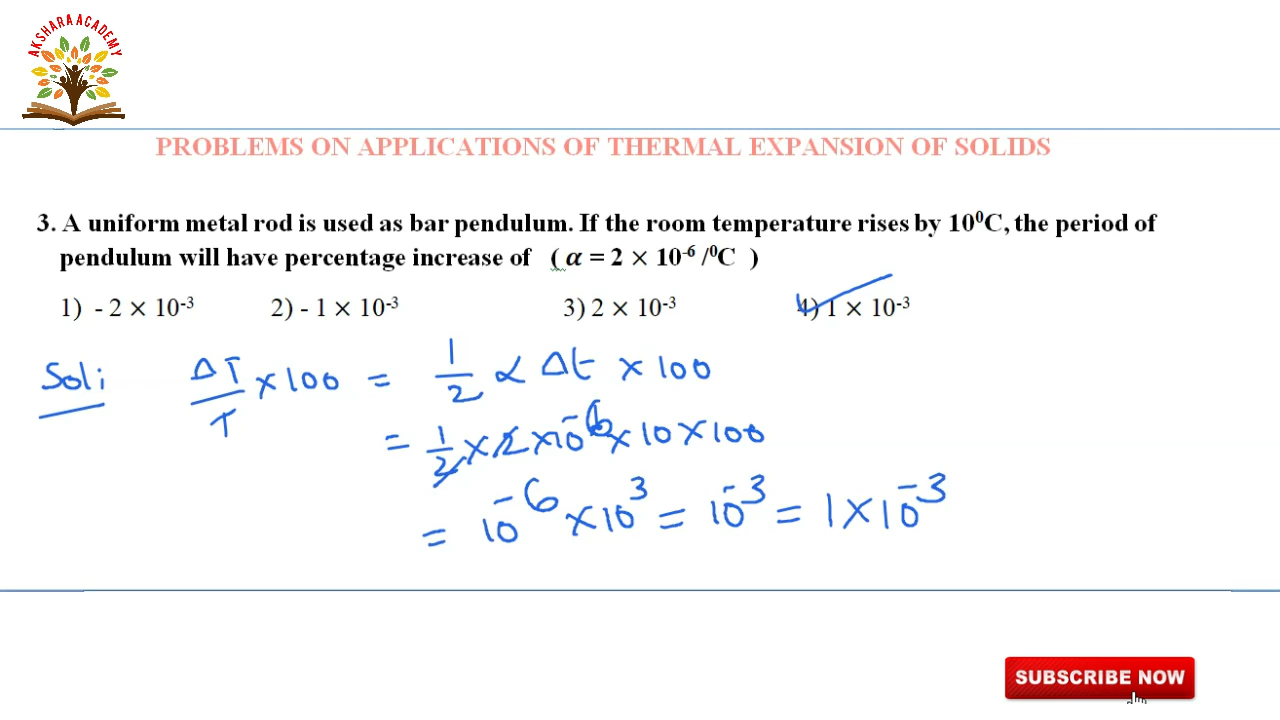 AKSHARA ACADEMY
PROBLEMS ON APPLICATIONS OF THERMAL EXPANSION OF SOLIDS
3. A uniform metal rod is used as bar pendulum. If the room temperature rises by 10⁰C, the period of
pendulum will have percentage increase of ( α = 2 × 10⁻⁶ /⁰C )
1) - 2 × 10⁻³ 2) - 1 × 10⁻³ 3) 2 × 10⁻³ 4) 1 × 10⁻³
Sol: ΔT/T × 100 = 1/2 α Δt × 100
= 1/2 × 2 × 10⁻⁶ × 10 × 100
= 10⁻⁶ × 10³ = 10⁻³ = 1 × 10⁻³
SUBSCRIBE NOW